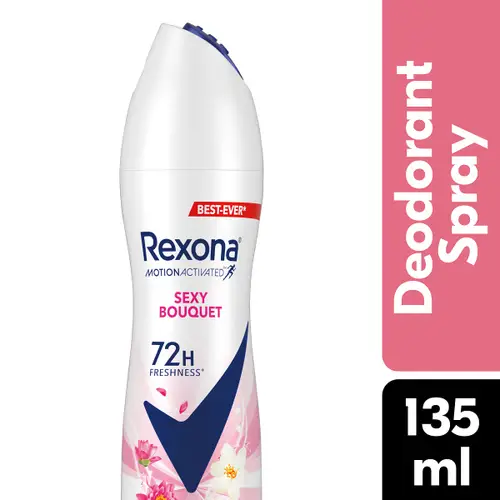 BEST-EVER*
Rexona
MOTIONACTIVATED
SEXY
BOUQUET
72H
FRESHNESS*
Deodorant
Spray
135
ml